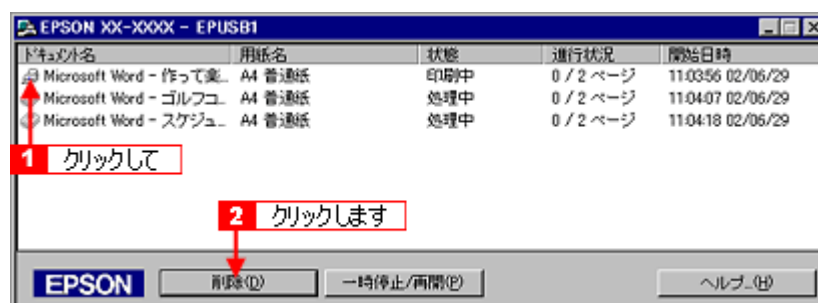 EPSON XX-XXXX - EPUSB1
ドキュメント名 用紙名 状態 進行状況 開始日時
Microsoft Word - 作って楽... A4 普通紙 印刷中 0 / 2 ページ 11:03:56 02/06/29
Microsoft Word - ゴルフコ... A4 普通紙 処理中 0 / 2 ページ 11:04:07 02/06/29
Microsoft Word - スケジュ... A4 普通紙 処理中 0 / 2 ページ 11:04:18 02/06/29
1 クリックして
2 クリックします
EPSON 削除(D) 一時停止/再開(P) ヘルプ...(H)